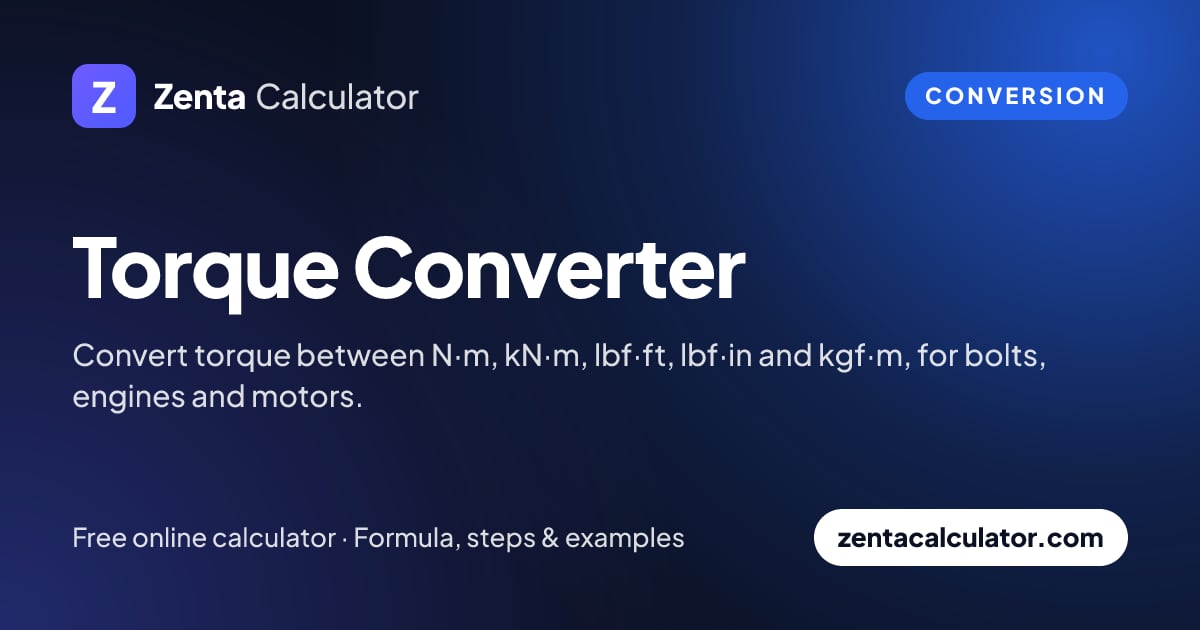 Z
Zenta Calculator
CONVERSION
Torque Converter
Convert torque between N·m, kN·m, lbf·ft, lbf·in and kgf·m, for bolts,
engines and motors.
Free online calculator · Formula, steps & examples
zentacalculator.com